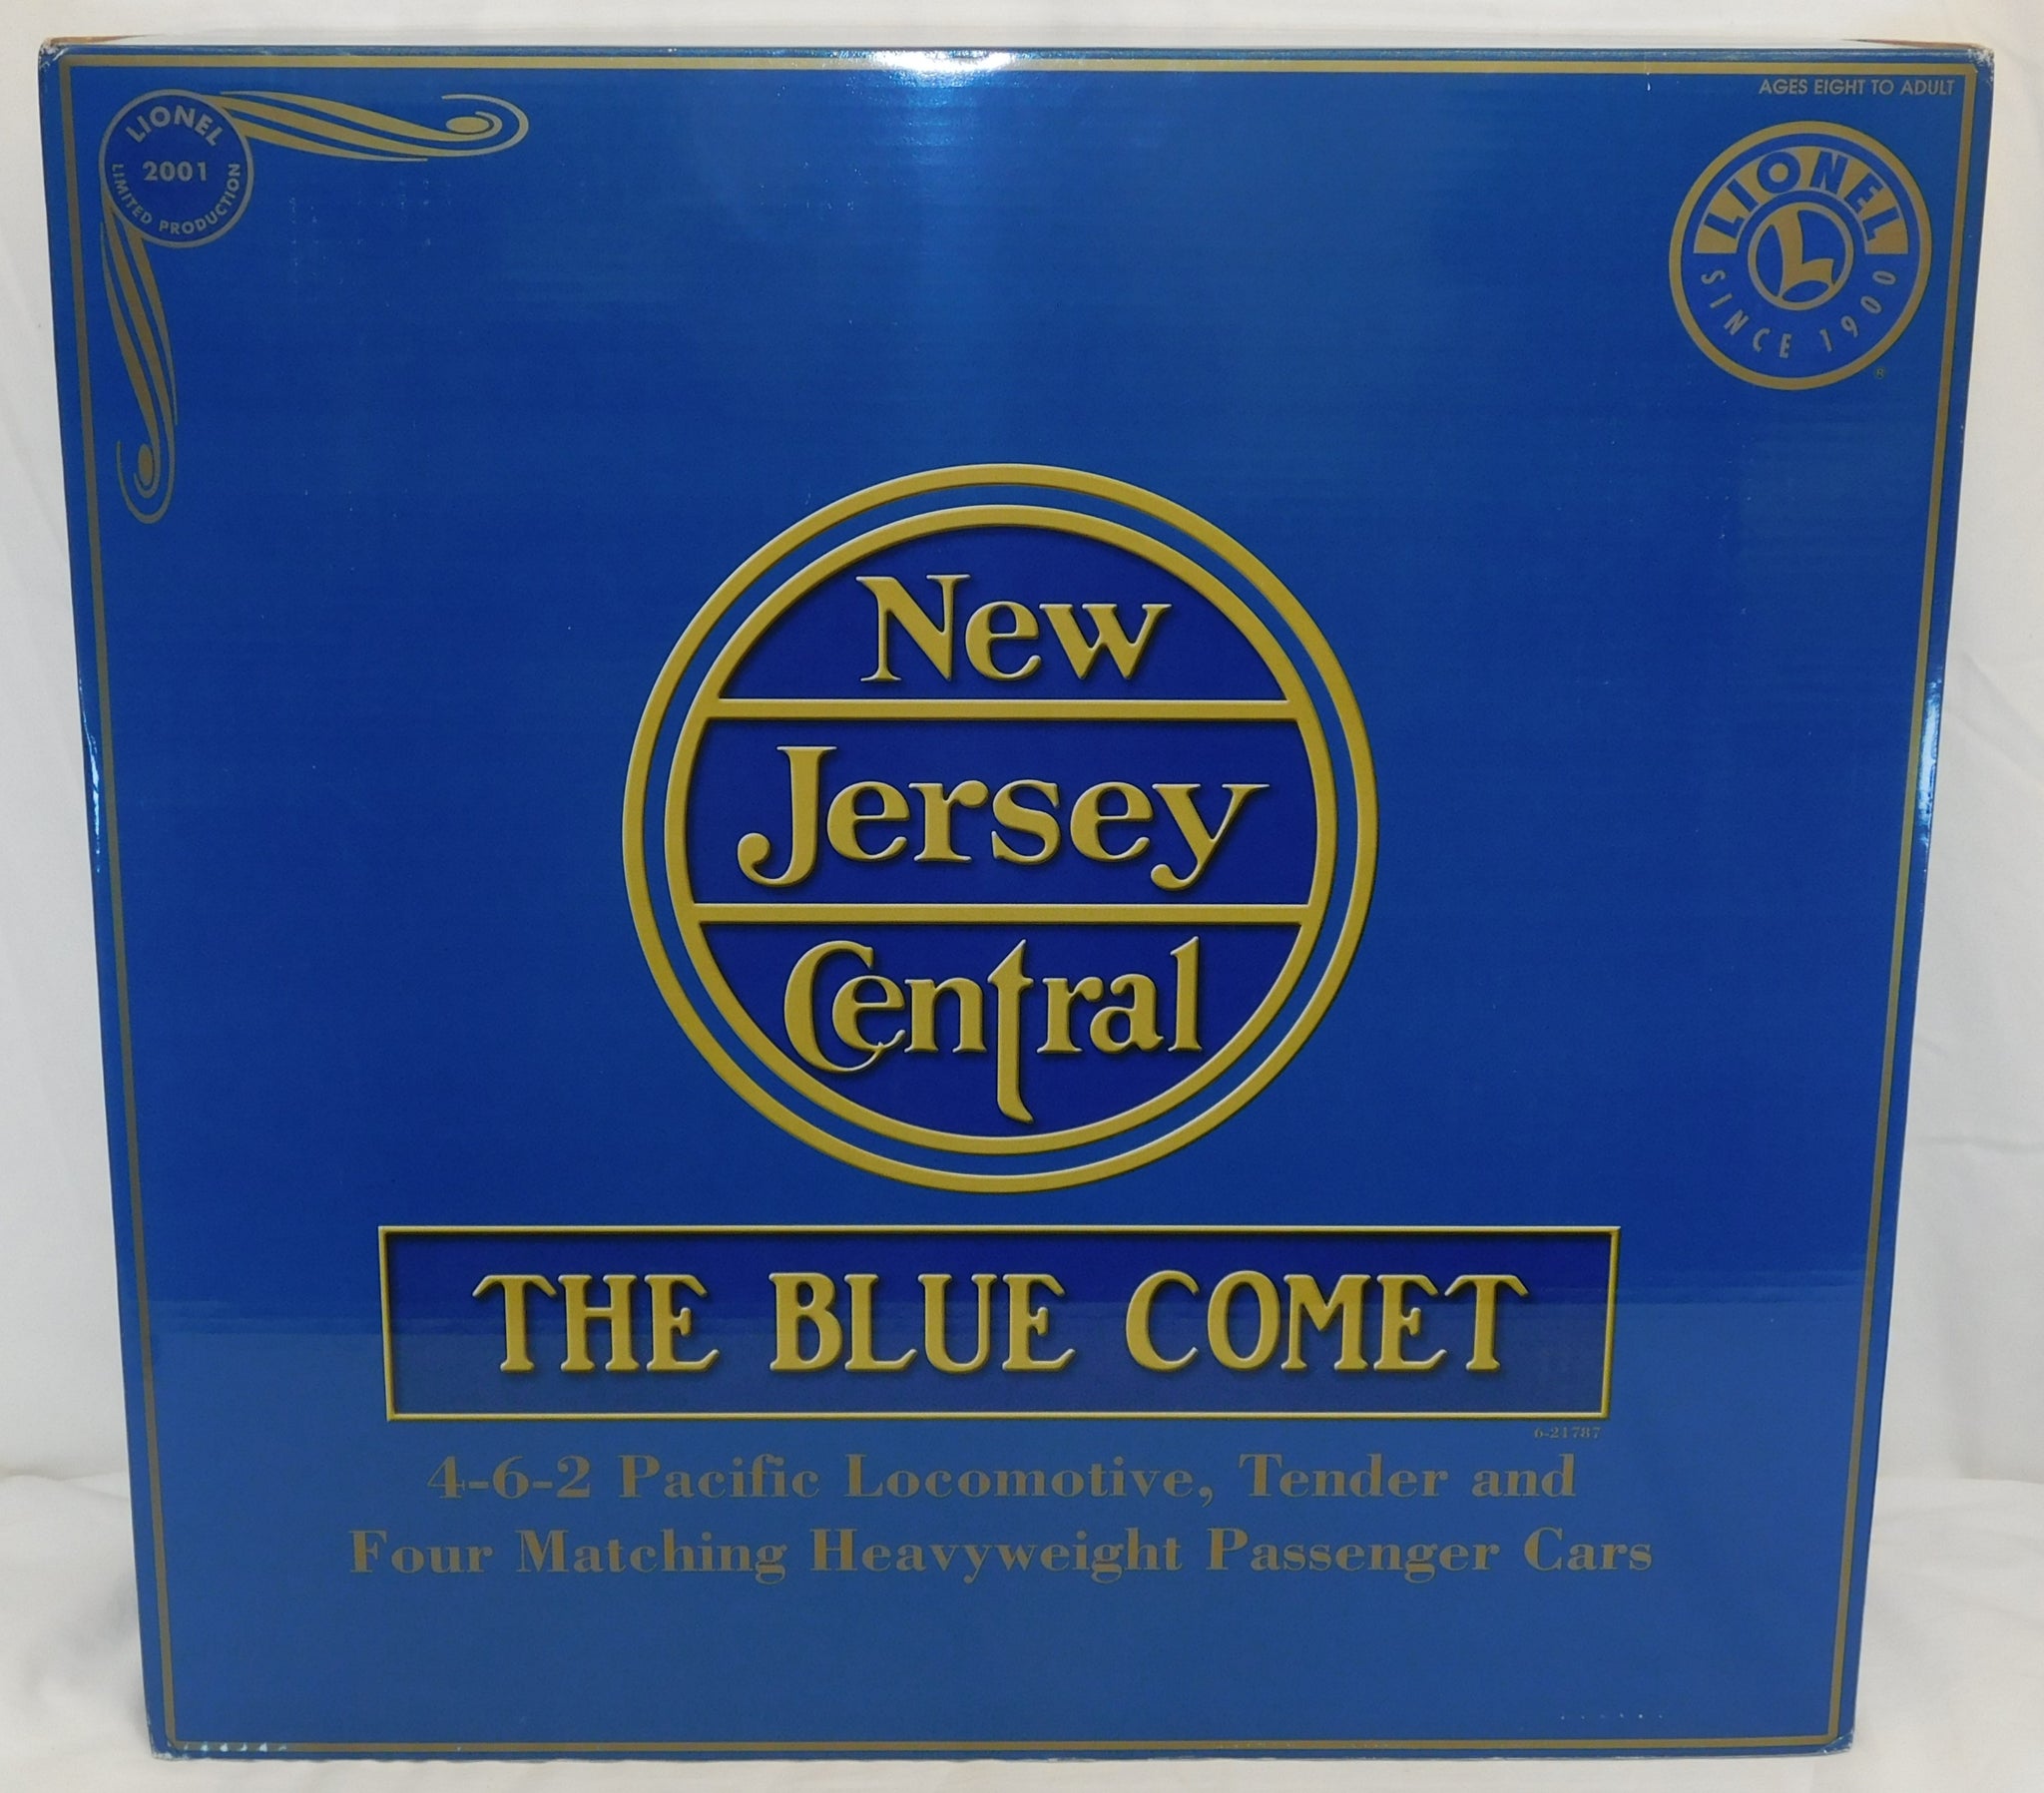 AGES EIGHT TO ADULT
LIONEL
2001
LIMITED PRODUCTION
LIONEL
L
SINCE 1900
®
New
Jersey
Central
THE BLUE COMET
6-21787
4-6-2 Pacific Locomotive, Tender and
Four Matching Heavyweight Passenger Cars